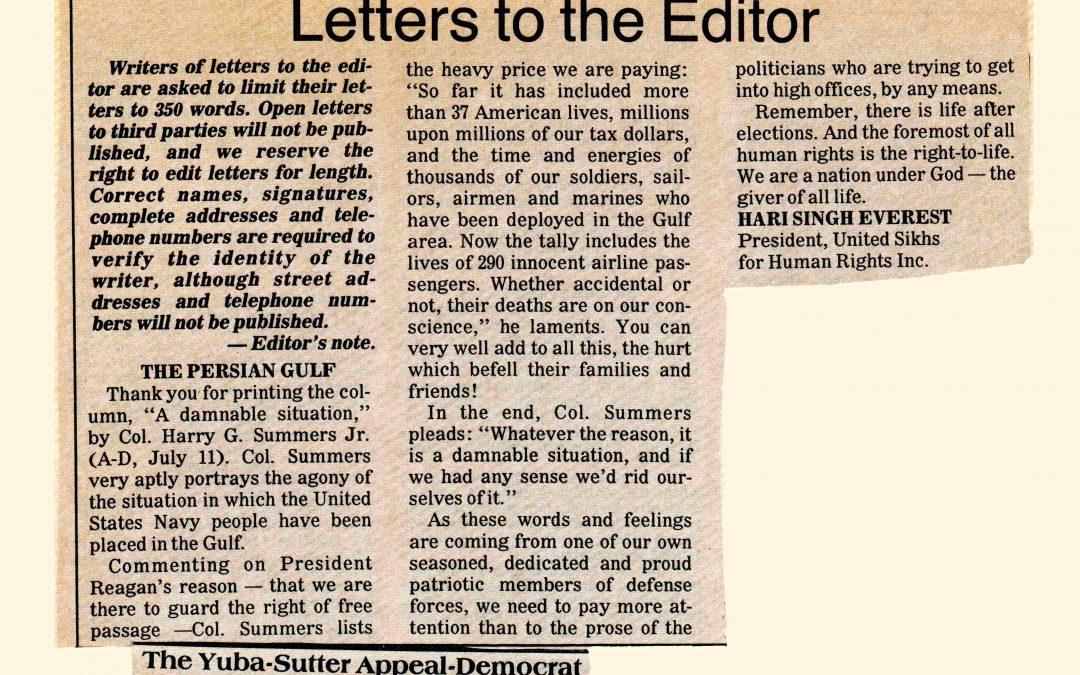 Letters to the Editor
Writers of letters to the edi-
tor are asked to limit their let-
ters to 350 words. Open letters
to third parties will not be pub-
lished, and we reserve the
right to edit letters for length.
Correct names, signatures,
complete addresses and tele-
phone numbers are required to
verify the identity of the
writer, although street ad-
dresses and telephone num-
bers will not be published.
— Editor's note.
THE PERSIAN GULF
Thank you for printing the col-
umn, “A damnable situation,”
by Col. Harry G. Summers Jr.
(A-D, July 11). Col. Summers
very aptly portrays the agony of
the situation in which the United
States Navy people have been
placed in the Gulf.
Commenting on President
Reagan's reason — that we are
there to guard the right of free
passage —Col. Summers lists
the heavy price we are paying:
“So far it has included more
than 37 American lives, millions
upon millions of our tax dollars,
and the time and energies of
thousands of our soldiers, sail-
ors, airmen and marines who
have been deployed in the Gulf
area. Now the tally includes the
lives of 290 innocent airline pas-
sengers. Whether accidental or
not, their deaths are on our con-
science,” he laments. You can
very well add to all this, the hurt
which befell their families and
friends!
In the end, Col. Summers
pleads: “Whatever the reason, it
is a damnable situation, and if
we had any sense we'd rid our-
selves of it.”
As these words and feelings
are coming from one of our own
seasoned, dedicated and proud
patriotic members of defense
forces, we need to pay more at-
tention than to the prose of the
politicians who are trying to get
into high offices, by any means.
Remember, there is life after
elections. And the foremost of all
human rights is the right-to-life.
We are a nation under God — the
giver of all life.
HARI SINGH EVEREST
President, United Sikhs
for Human Rights Inc.
The Yuba-Sutter Appeal-Democrat